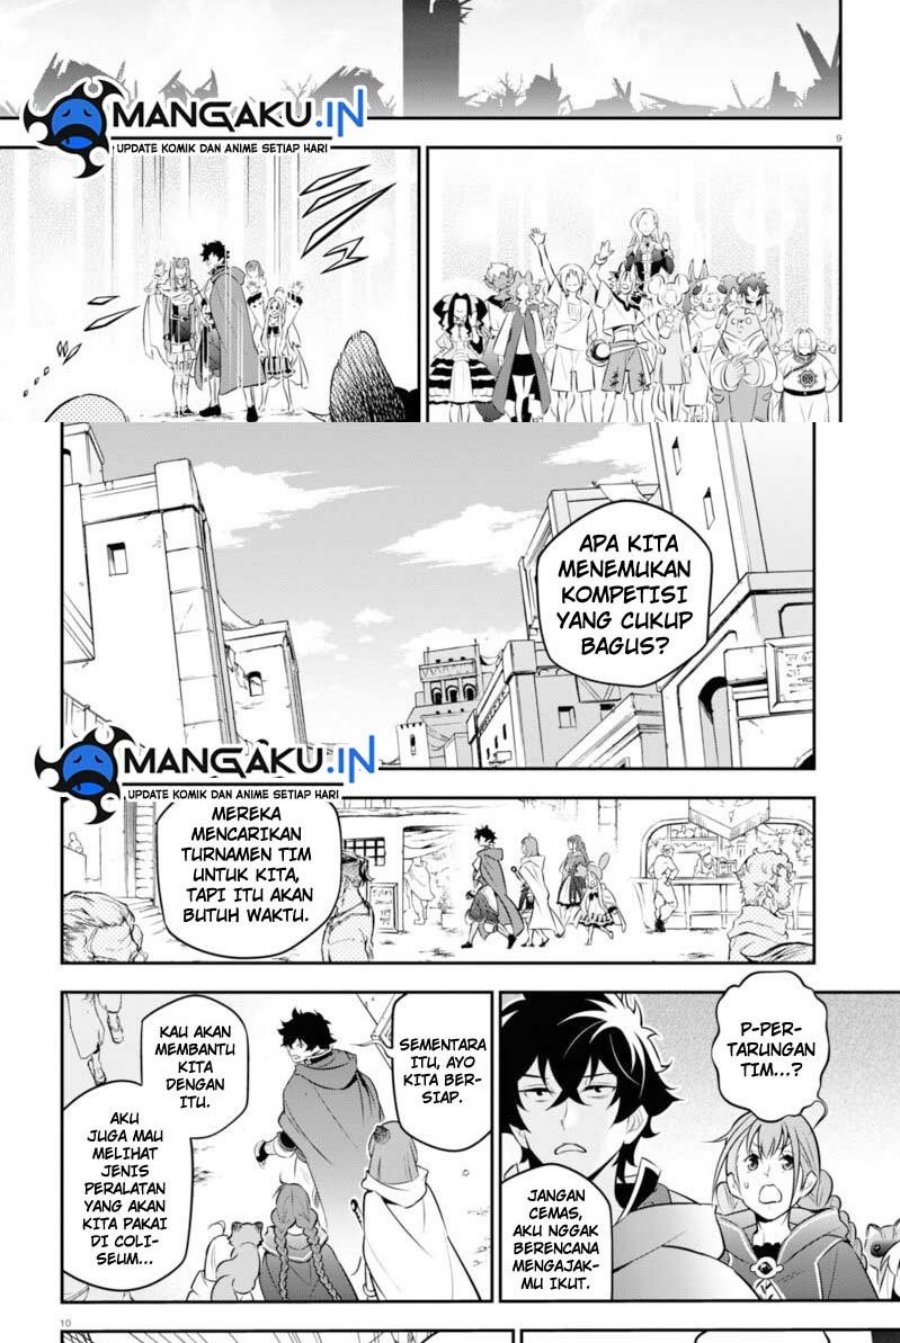 MANGAKU.IN
UPDATE KOMIK DAN ANIME SETIAP HARI
9
APA KITA
MENEMUKAN
KOMPETISI
YANG CUKUP
BAGUS?
MANGAKU.IN
UPDATE KOMIK DAN ANIME SETIAP HARI
MEREKA
MENCARIKAN
TURNAMEN TIM
UNTUK KITA,
TAPI ITU AKAN
BUTUH WAKTU.
P-PER-
TARUNGAN
TIM...?
JANGAN
CEMAS,
AKU NGGAK
BERENCANA
MENGAJAK-
MU IKUT.
SEMENTARA
ITU, AYO
KITA BER-
SIAP.
KAU AKAN
MEMBANTU
KITA
DENGAN
ITU.
AKU
JUGA MAU
MELIHAT
JENIS
PERALATAN
YANG AKAN
KITA PAKAI
DI COLI-
SEUM...
10